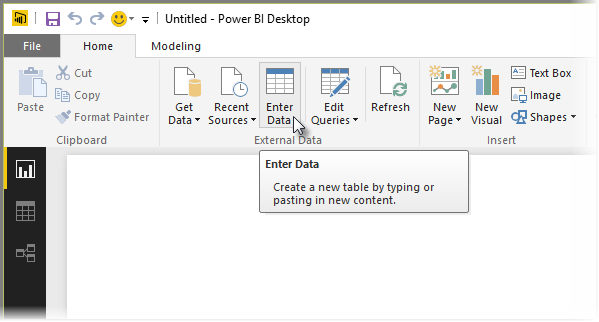 Untitled - Power BI Desktop
File Home Modeling
Paste
Cut
Copy
Format Painter
Clipboard
Get
Data
Recent
Sources
Enter
Data
Edit
Queries
Refresh
External Data
New
Page
New
Visual
Text Box
Image
Shapes
Insert
Enter Data
Create a new table by typing or
pasting in new content.